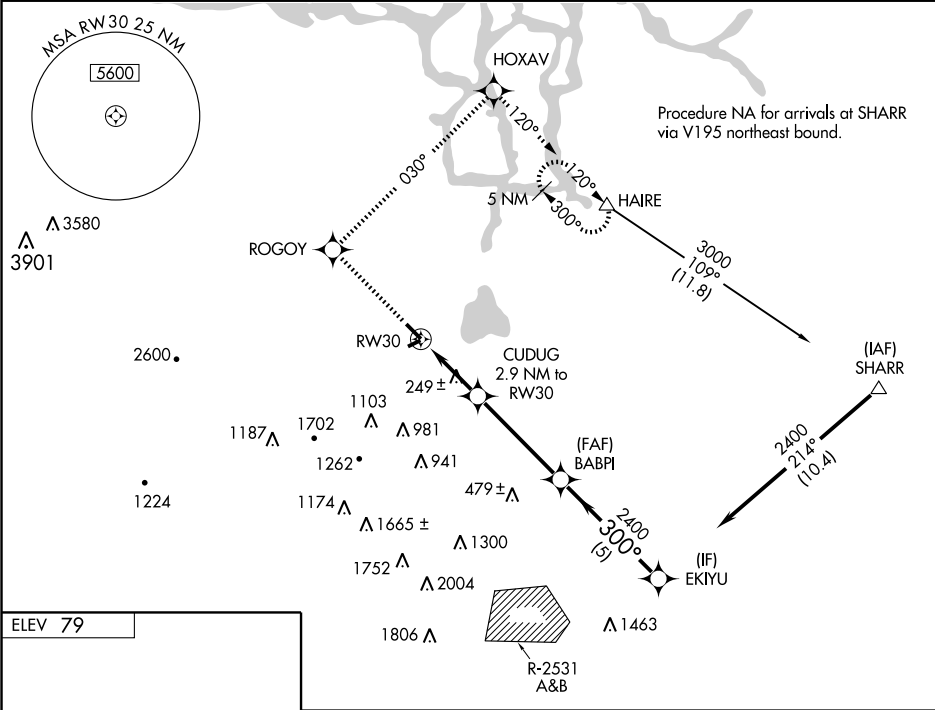 MSA RW30 25 NM
5600
HOXAV
Procedure NA for arrivals at SHARR
via V195 northeast bound.
120°
030°
120°
5 NM
300°
HAIRE
3580
3901
ROGOY
3000
109°
(11.8)
RW30
CUDUG
2.9 NM to
RW30
(IAF)
SHARR
2600
249 ±
1103
981
1187
1702
1262
941
(FAF)
BABPI
2400
214°
(10.4)
1224
479 ±
1174
1665 ±
2400
300°
(5)
1300
(IF)
EKIYU
1752
2004
1463
1806
R-2531
A&B
ELEV 79